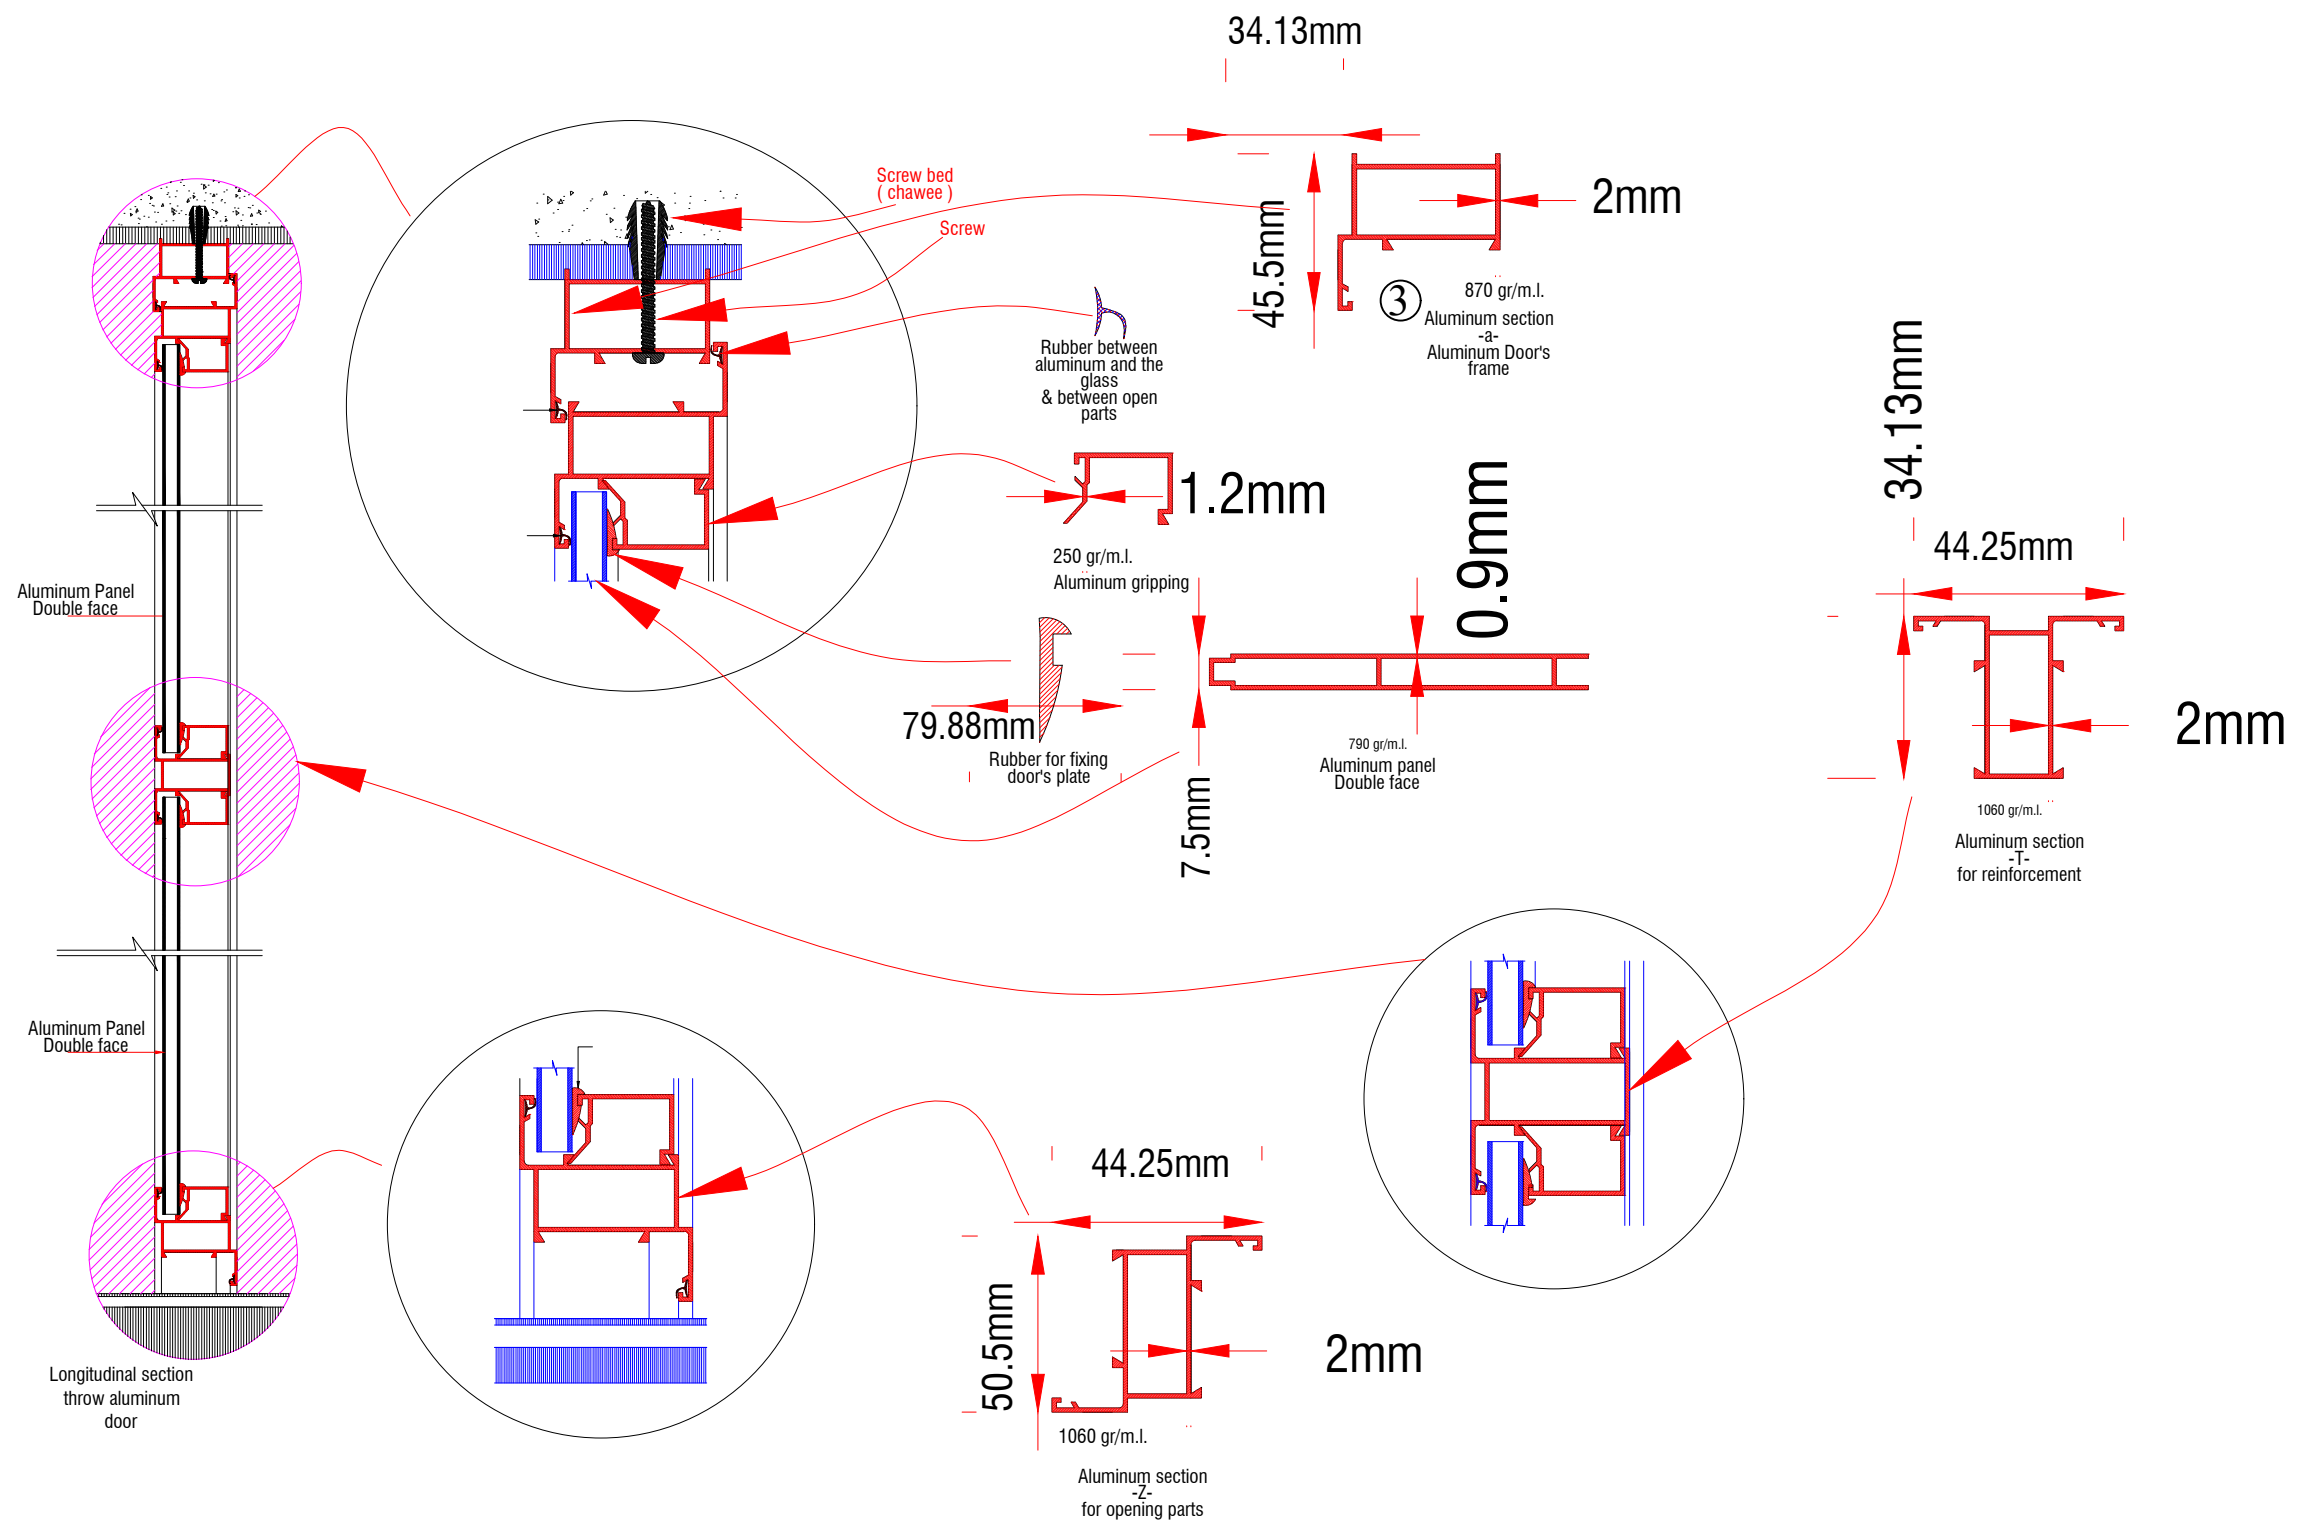 34.13mm
Screw bed
( chawee )
Screw
45.5mm
2mm
3
870 gr/m.l.
Aluminum section
-a-
Aluminum Door's
frame
Rubber between
aluminum and the
glass
& between open
parts
1.2mm
250 gr/m.l.
Aluminum gripping
0.9mm
79.88mm
Rubber for fixing
door's plate
7.5mm
790 gr/m.l.
Aluminum panel
Double face
34.13mm
44.25mm
2mm
1060 gr/m.l.
Aluminum section
-T-
for reinforcement
Aluminum Panel
Double face
Aluminum Panel
Double face
Longitudinal section
throw aluminum
door
44.25mm
50.5mm
2mm
1060 gr/m.l.
Aluminum section
-Z-
for opening parts